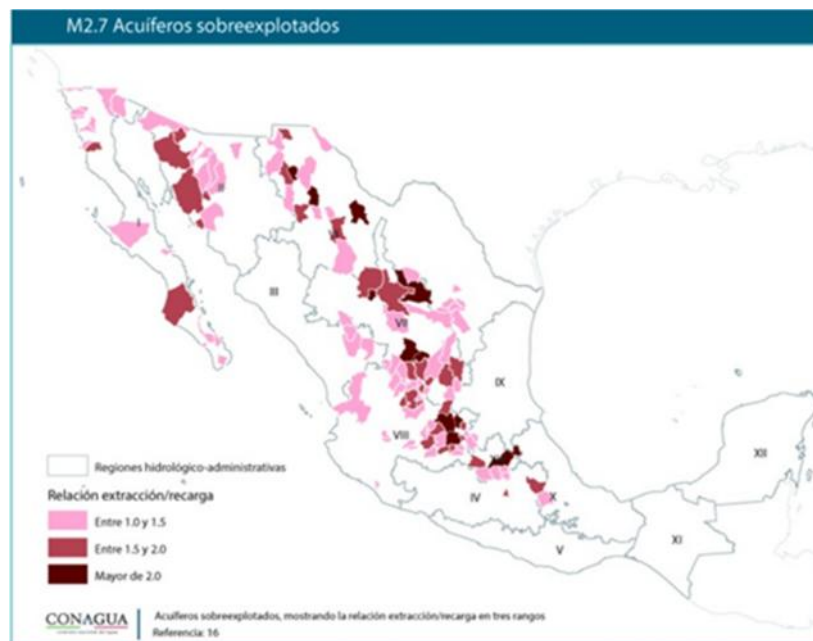 M2.7 Acuíferos sobreexplotados
I
II
III
VII
IX
VIII
IV
X
XII
V
XI
Regiones hidrológico-administrativas
Relación extracción/recarga
Entre 1.0 y 1.5
Entre 1.5 y 2.0
Mayor de 2.0
CONAGUA
Acuíferos sobreexplotados, mostrando la relación extracción/recarga en tres rangos
Referencia: 16